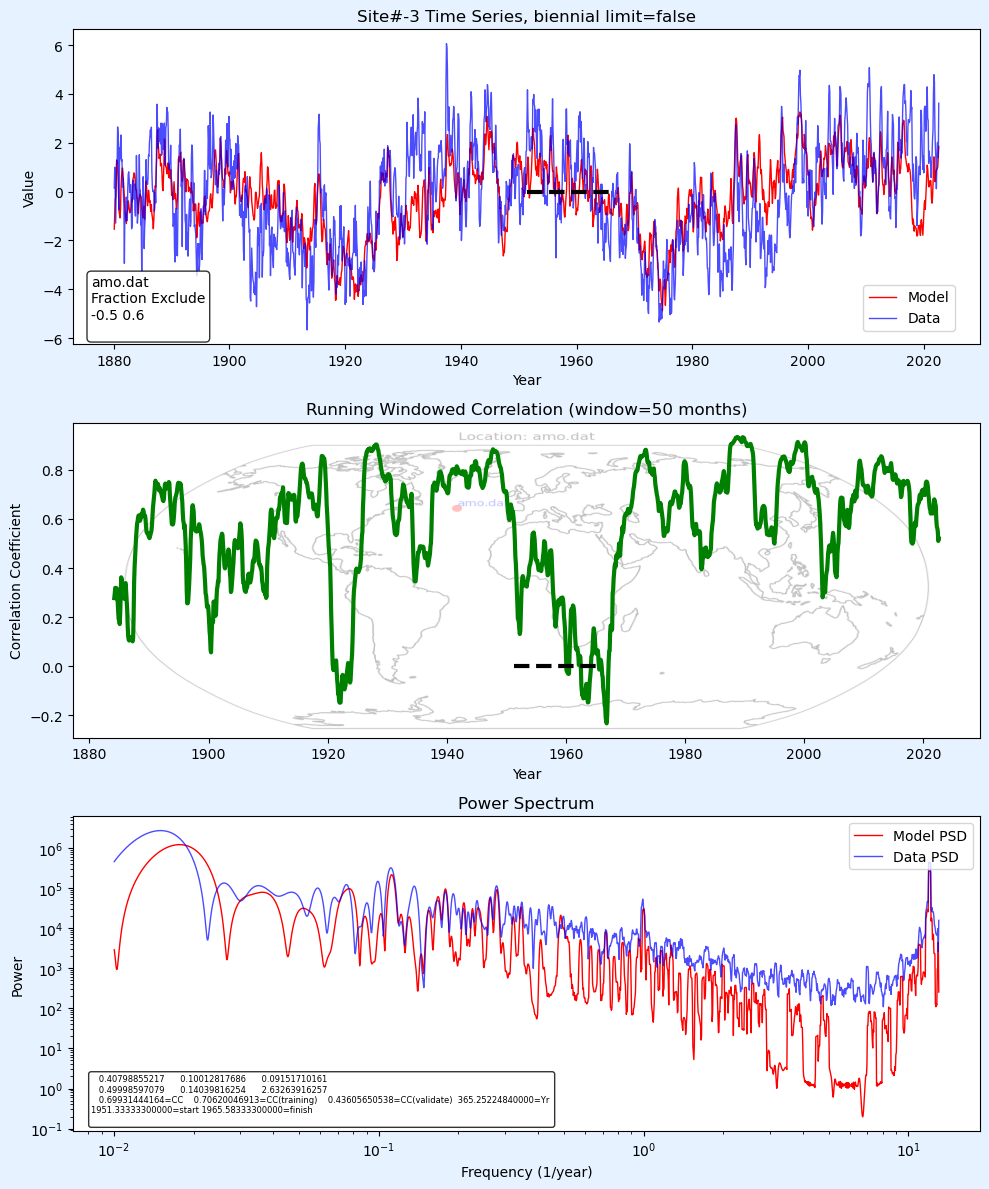 Site#-3 Time Series, biennial limit=false
Value
6
4
2
0
−2
−4
−6
amo.dat
Fraction Exclude
-0.5 0.6
Model
Data
1880
1900
1920
1940
1960
1980
2000
2020
Year
Running Windowed Correlation (window=50 months)
Location: amo.dat
amo.dat
Correlation Coefficient
0.8
0.6
0.4
0.2
0.0
−0.2
1880
1900
1920
1940
1960
1980
2000
2020
Year
Power Spectrum
Model PSD
Data PSD
Power
10⁶
10⁵
10⁴
10³
10²
10¹
10⁰
10⁻¹
0.40798855217 0.10012817686 0.09151710161
0.49998597079 0.14039816254 2.63263916257
0.69931444164=CC 0.70620046913=CC(training) 0.43605650538=CC(validate) 365.25224840000=Yr
1951.33333300000=start 1965.58333300000=finish
10⁻²
10⁻¹
10⁰
10¹
Frequency (1/year)